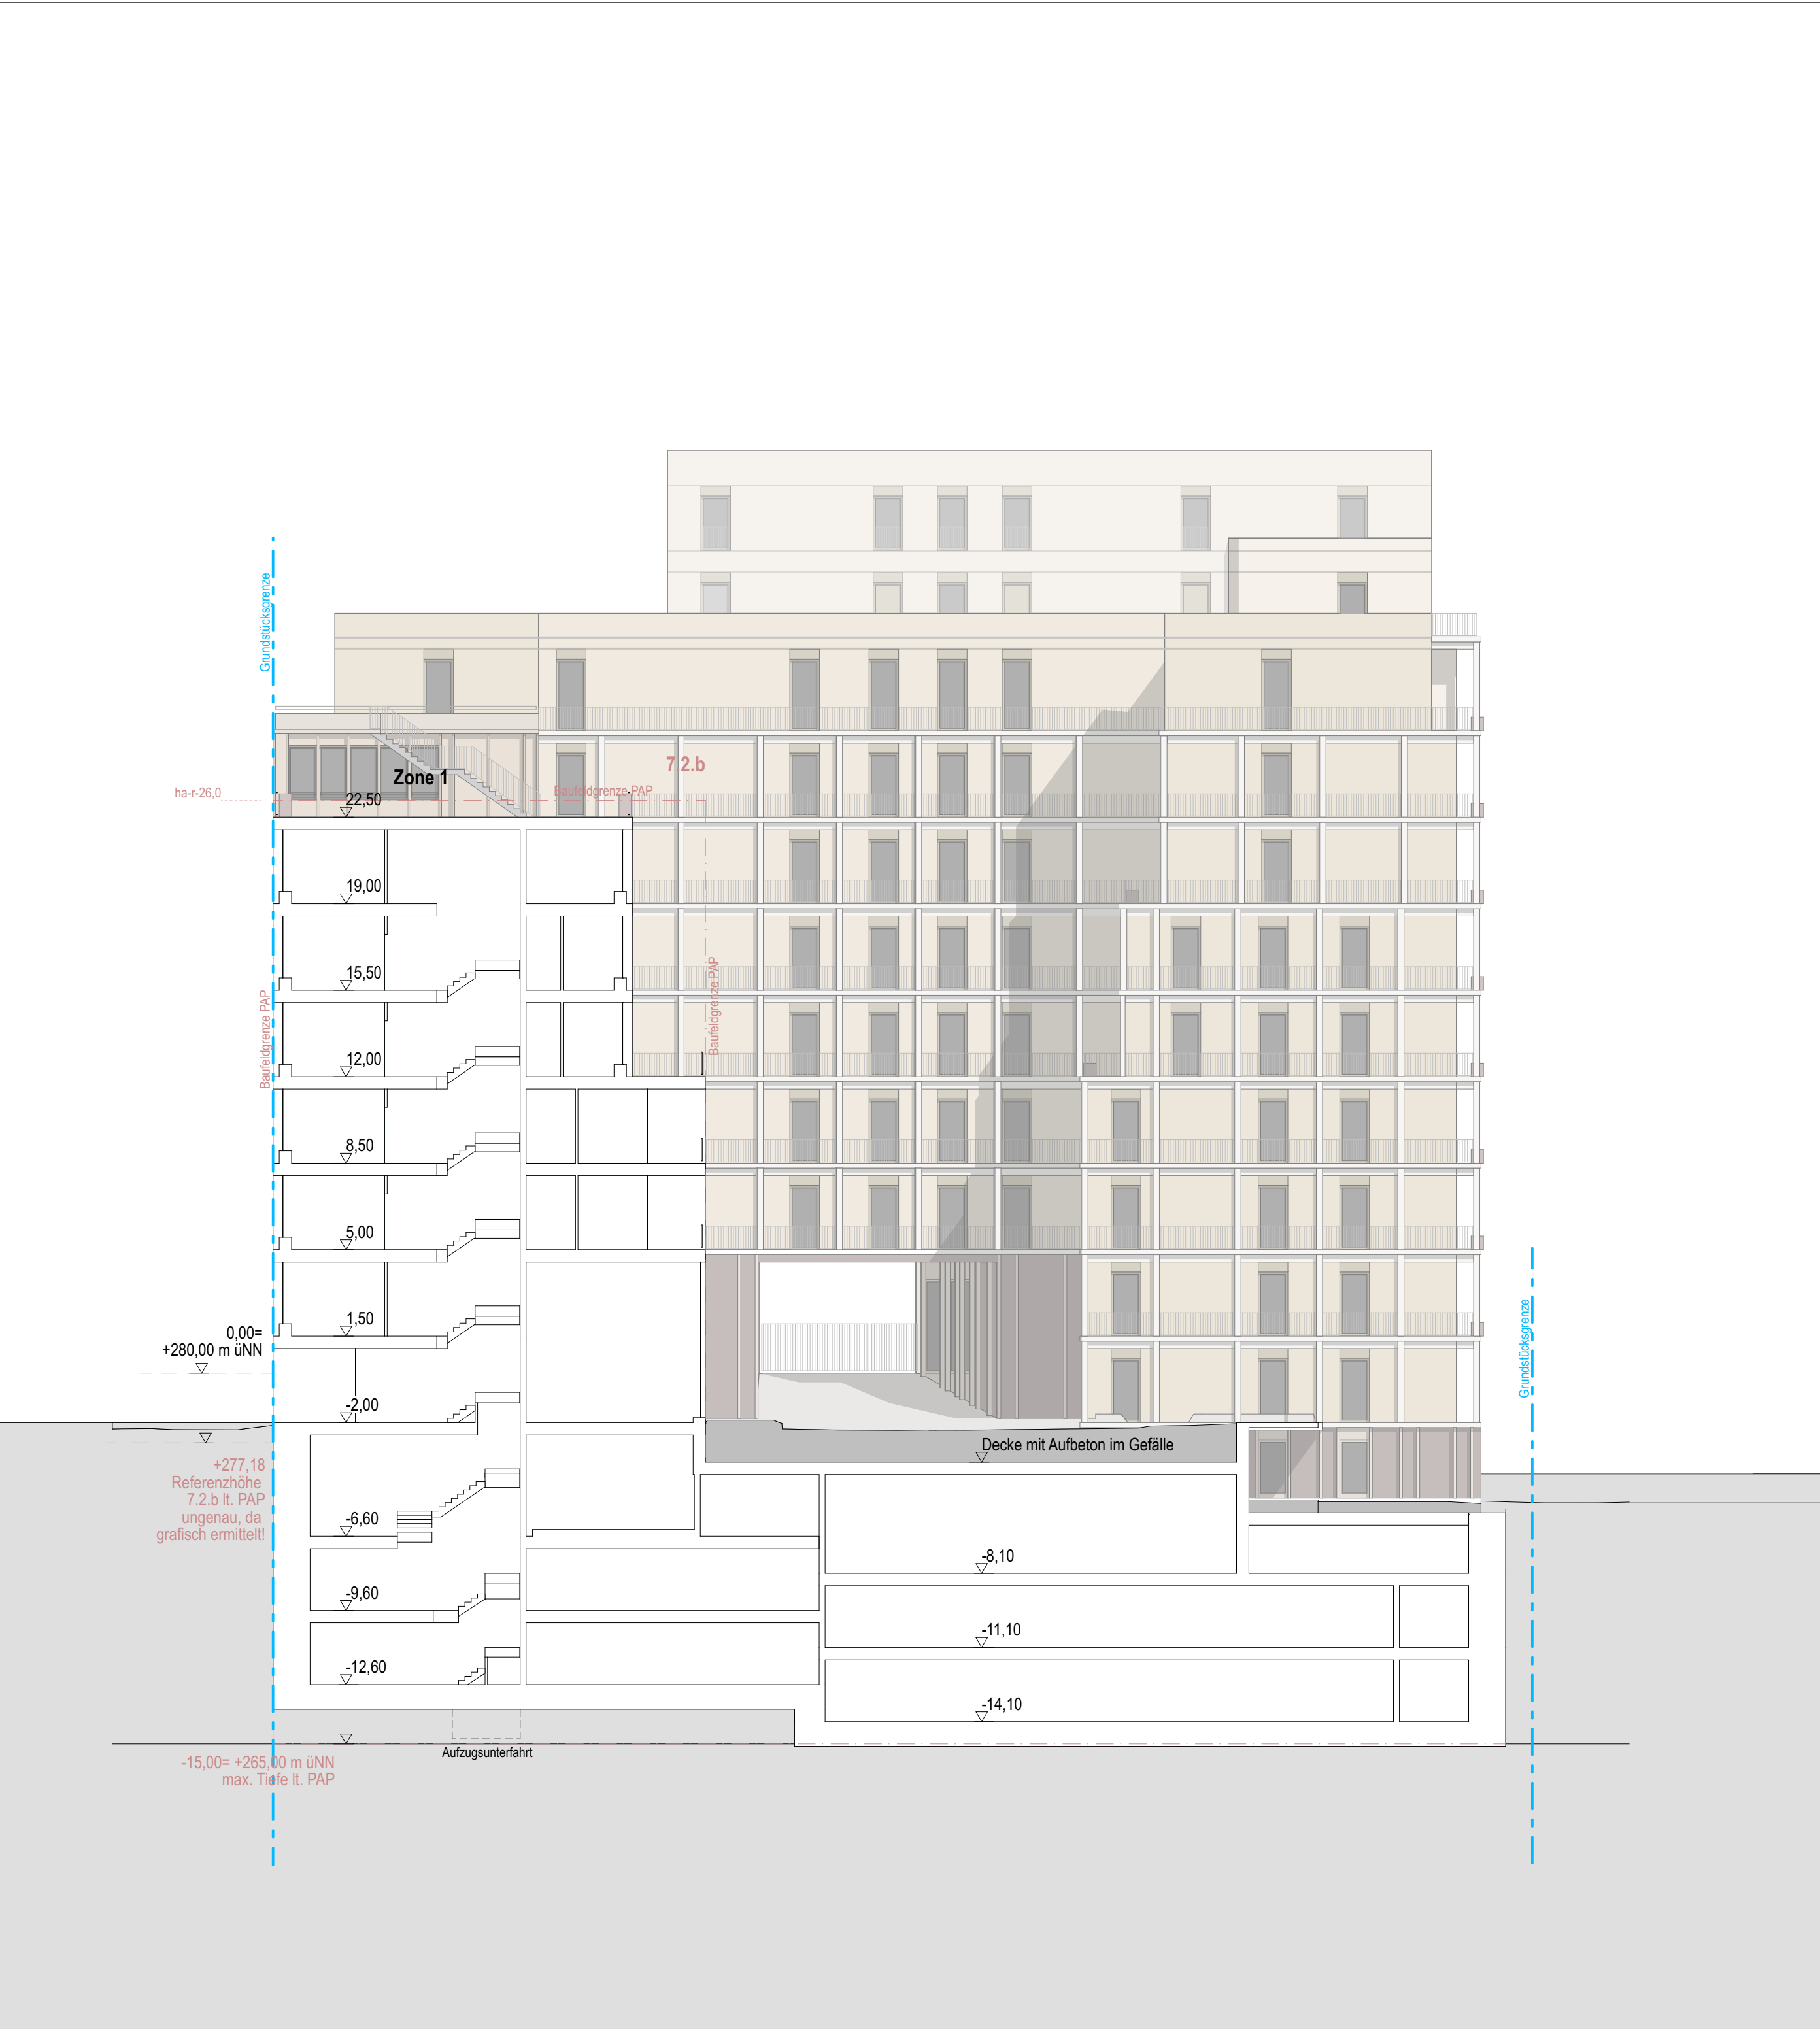 Grundstücksgrenze
7.2.b
Zone 1
ha-r-26,0
Baufeldgrenze PAP
22,50
19,00
15,50
Baufeldgrenze PAP
Baufeldgrenze PAP
12,00
8,50
5,00
1,50
0,00=
+280,00 m üNN
Grundstücksgrenze
-2,00
Decke mit Aufbeton im Gefälle
+277,18
Referenzhöhe
7.2.b lt. PAP
ungenau, da
grafisch ermittelt!
-6,60
-8,10
-9,60
-11,10
-12,60
-14,10
Aufzugsunterfahrt
-15,00= +265,00 m üNN
max. Tiefe lt. PAP